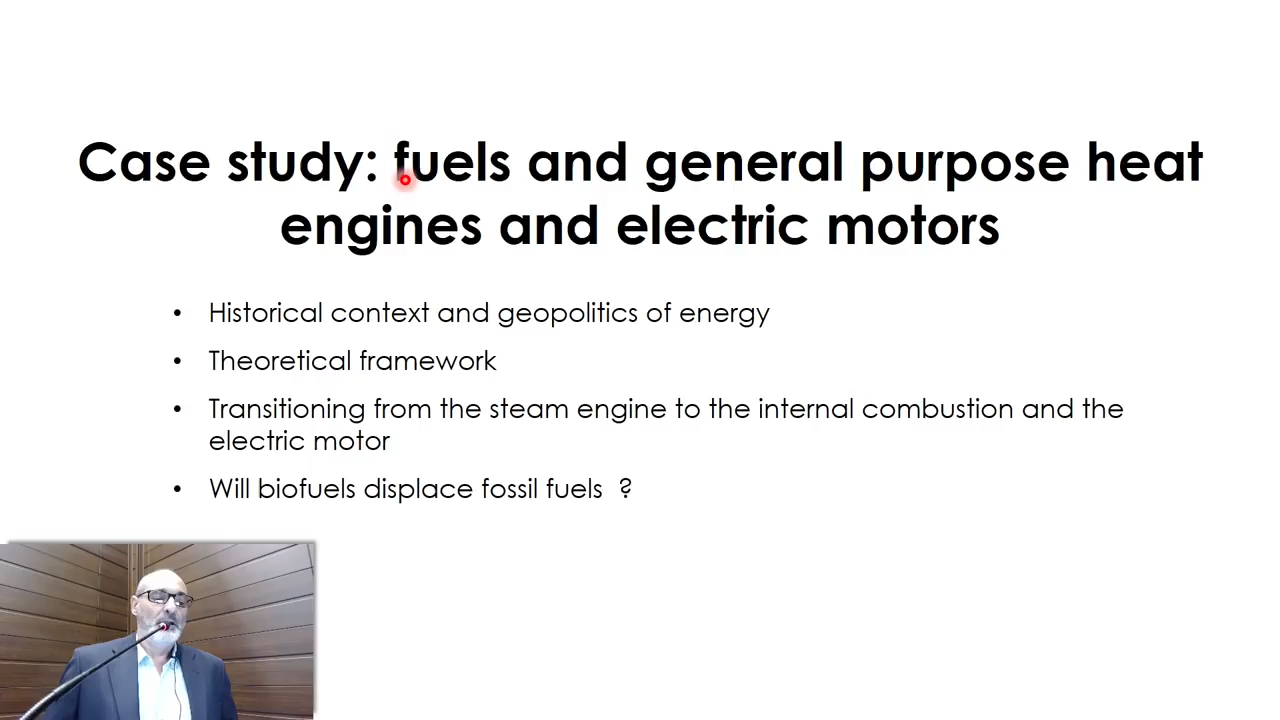 Case study: fuels and general purpose heat
engines and electric motors
• Historical context and geopolitics of energy
• Theoretical framework
• Transitioning from the steam engine to the internal combustion and the
electric motor
• Will biofuels displace fossil fuels  ?